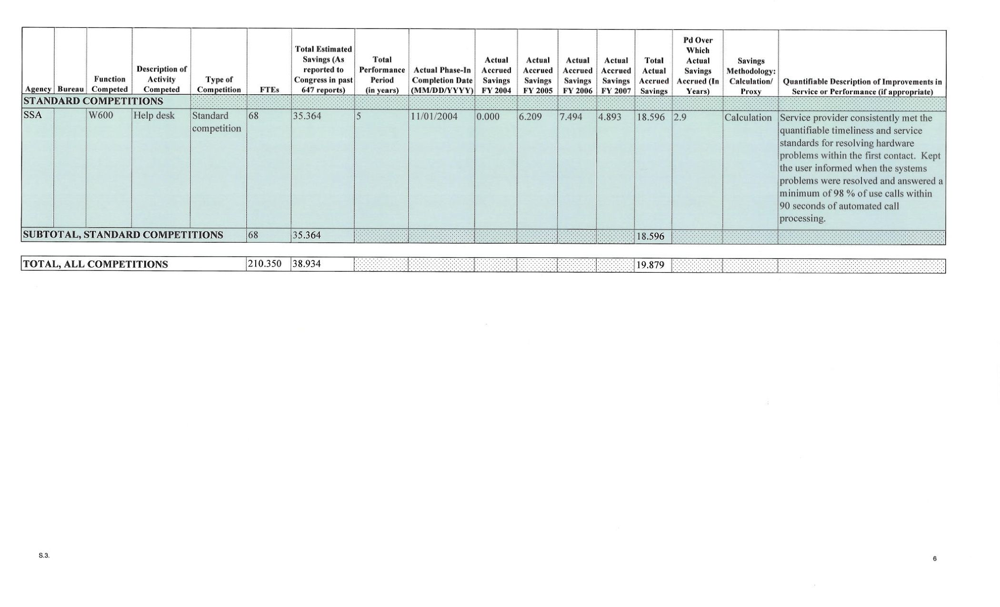 Agency Bureau Function Competed Description of Activity Competed Type of Competition FTEs Total Estimated Savings (As reported to Congress in past 647 reports) Total Performance Period (in years) Actual Phase-In Completion Date (MM/DD/YYYY) Actual Accrued Savings FY 2004 Actual Accrued Savings FY 2005 Actual Accrued Savings FY 2006 Actual Accrued Savings FY 2007 Total Actual Accrued Savings Pd Over Which Actual Savings Accrued (In Years) Savings Methodology: Calculation/ Proxy Quantifiable Description of Improvements in Service or Performance (if appropriate)
STANDARD COMPETITIONS
SSA W600 Help desk Standard competition 68 35.364 5 11/01/2004 0.000 6.209 7.494 4.893 18.596 2.9 Calculation Service provider consistently met the
quantifiable timeliness and service
standards for resolving hardware
problems within the first contact. Kept
the user informed when the systems
problems were resolved and answered a
minimum of 98 % of use calls within
90 seconds of automated call
processing.
SUBTOTAL, STANDARD COMPETITIONS 68 35.364 18.596
TOTAL, ALL COMPETITIONS 210.350 38.934 19.879
S.3. 6